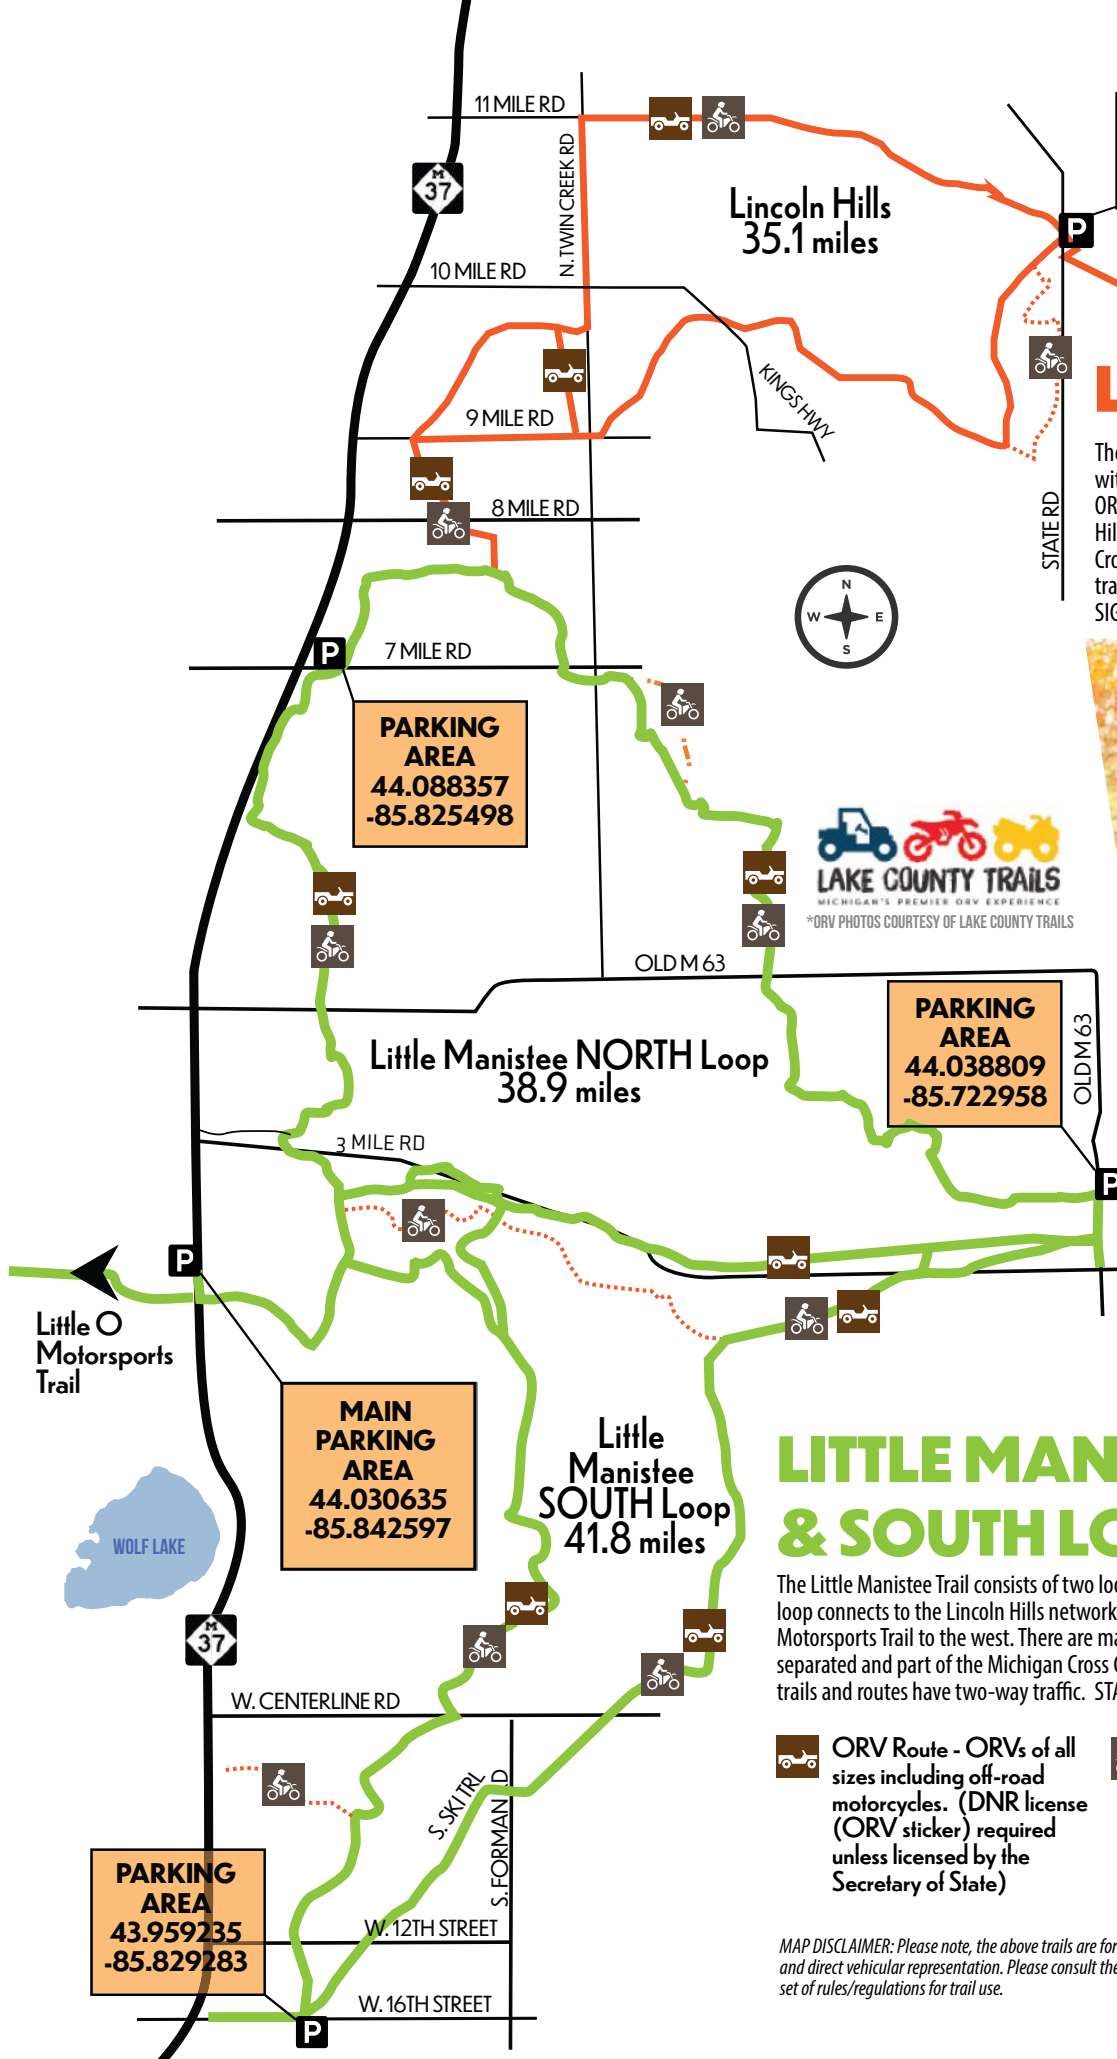 11 MILE RD
N. TWIN CREEK RD
M
37
Lincoln Hills
35.1 miles
P
10 MILE RD
KINGS HWY
9 MILE RD
8 MILE RD
STATE RD
L
The
wit
OR
Hil
Cro
tra
SIG
N
W E
S
P
7 MILE RD
PARKING
AREA
44.088357
-85.825498
LAKE COUNTY TRAILS
MICHIGAN'S PREMIER ORV EXPERIENCE
*ORV PHOTOS COURTESY OF LAKE COUNTY TRAILS
OLD M 63
PARKING
AREA
44.038809
-85.722958
OLD M 63
Little Manistee NORTH Loop
38.9 miles
3 MILE RD
P
P
Little O
Motorsports
Trail
MAIN
PARKING
AREA
44.030635
-85.842597
Little
Manistee
SOUTH Loop
41.8 miles
WOLF LAKE
LITTLE MAN
& SOUTH LO
The Little Manistee Trail consists of two loo
loop connects to the Lincoln Hills network
Motorsports Trail to the west. There are ma
separated and part of the Michigan Cross C
trails and routes have two-way traffic. STA
M
37
W. CENTERLINE RD
S. SKI TRL
S. FORMAN RD
ORV Route - ORVs of all
sizes including off-road
motorcycles. (DNR license
(ORV sticker) required
unless licensed by the
Secretary of State)
PARKING
AREA
43.959235
-85.829283
W. 12TH STREET
W. 16TH STREET
P
MAP DISCLAIMER: Please note, the above trails are for
and direct vehicular representation. Please consult the
set of rules/regulations for trail use.